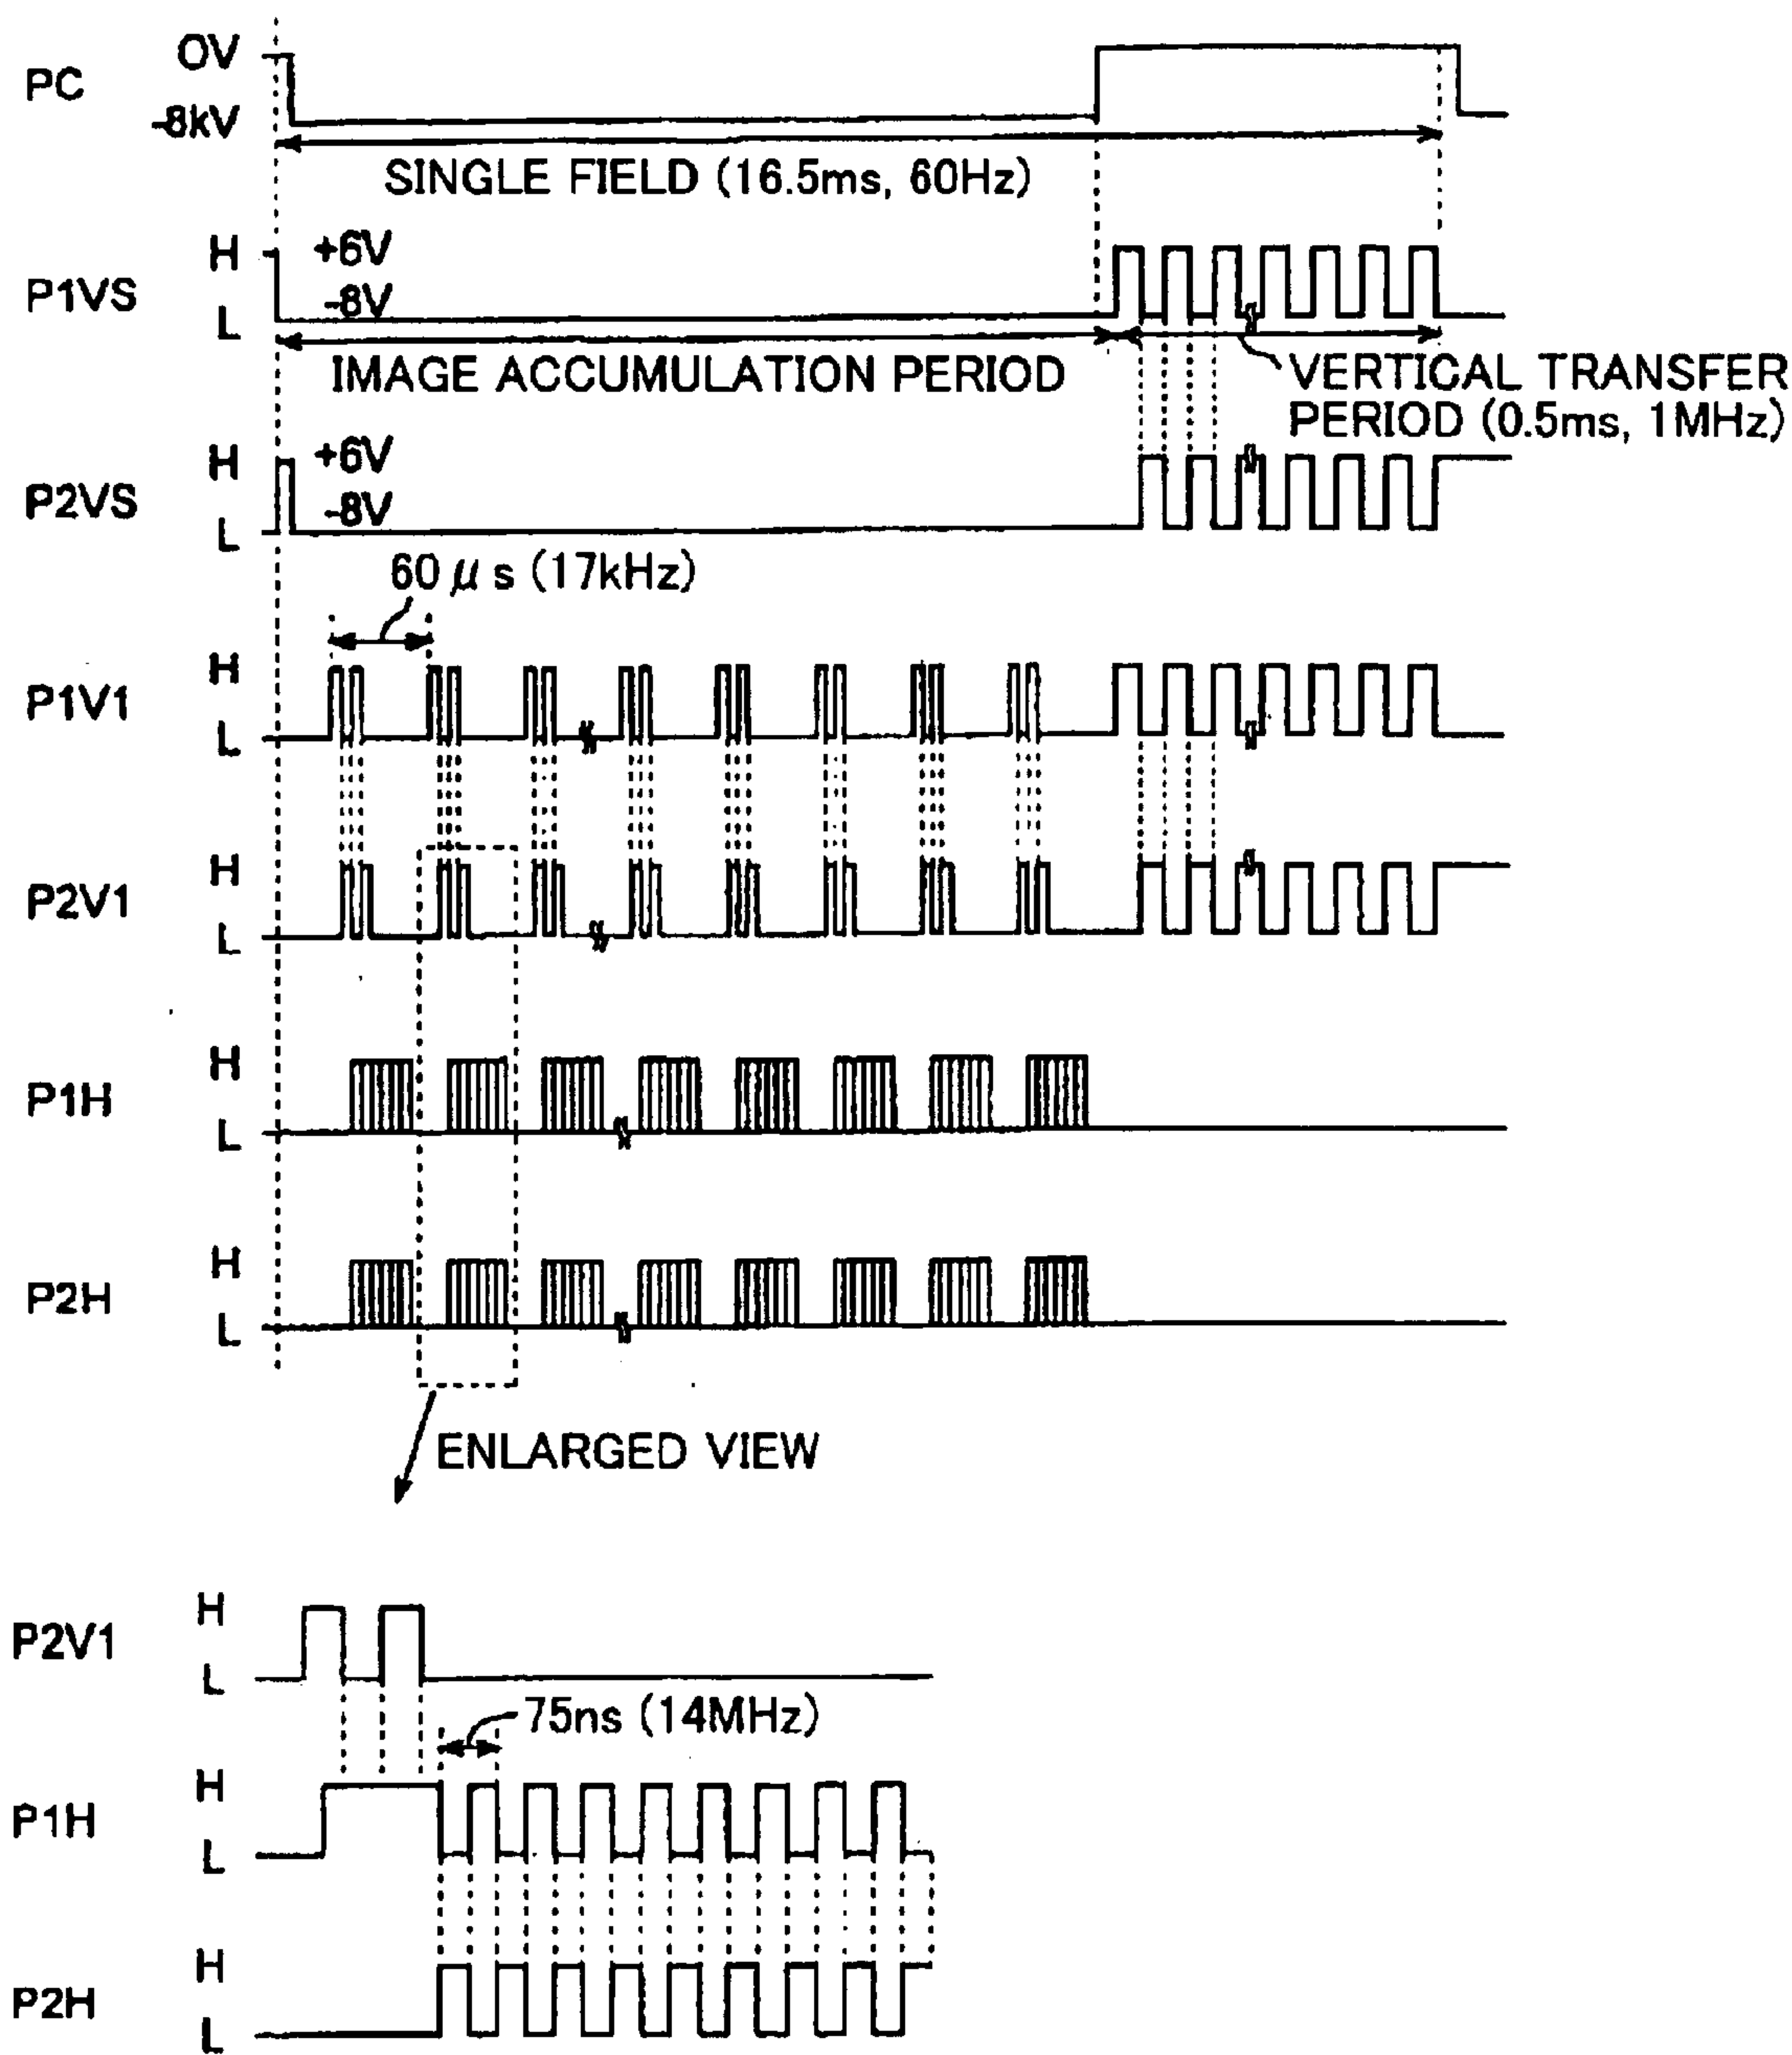 PC
0V
-8kV
SINGLE FIELD (16.5ms, 60Hz)
P1VS
H
L
+6V
-8V
IMAGE ACCUMULATION PERIOD
VERTICAL TRANSFER
PERIOD (0.5ms, 1MHz)
P2VS
H
L
+6V
-8V
60 μs (17kHz)
P1V1
H
L
P2V1
H
L
P1H
H
L
P2H
H
L
ENLARGED VIEW
P2V1
H
L
75ns (14MHz)
P1H
H
L
P2H
H
L